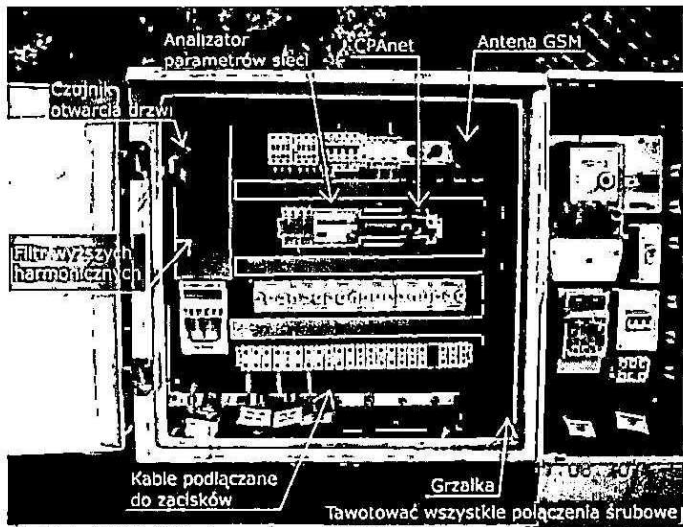 Analizator
parametrów sieci
CPAnet
Antena GSM
Czujnik
otwarcia drzwi
Filtr wyższych
harmonicznych
Kable podłączane
do zacisków
Grzałka
Tawotować wszystkie połączenia śrubowe